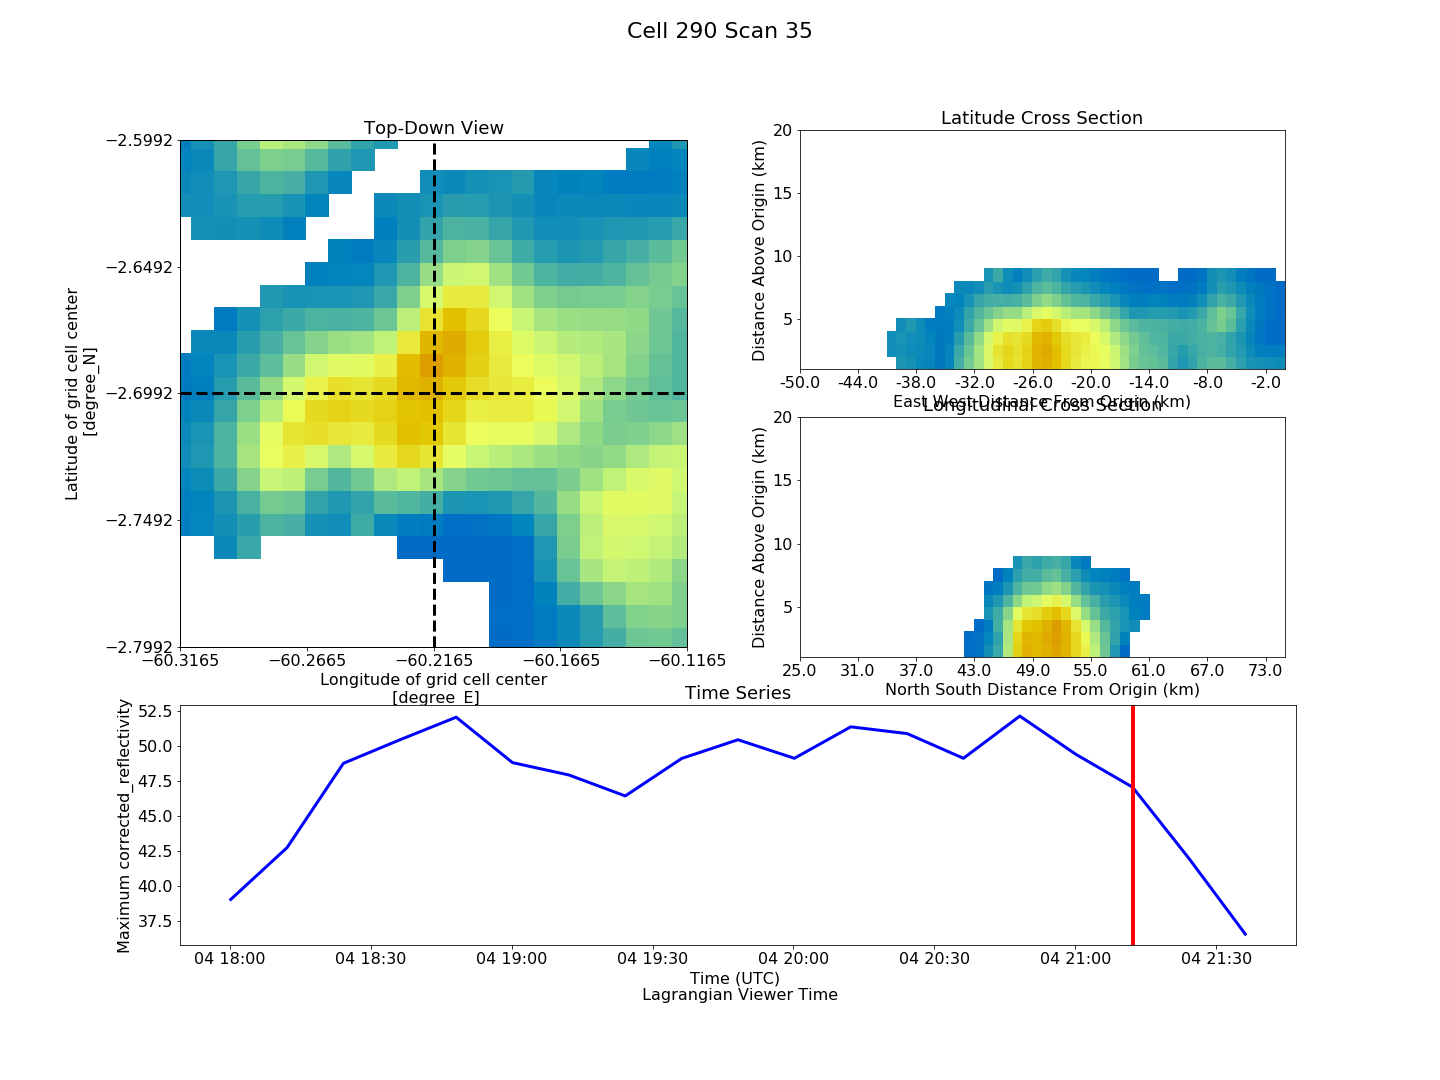 Cell 290 Scan 35
Top-Down View
−2.5992
−2.6492
−2.6992
−2.7492
−2.7992
Latitude of grid cell center
[degree_N]
−60.3165 −60.2665 −60.2165 −60.1665 −60.1165
Longitude of grid cell center
[degree_E]
Latitude Cross Section
20
15
10
5
Distance Above Origin (km)
-50.0 -44.0 -38.0 -32.0 -26.0 -20.0 -14.0 -8.0 -2.0
East West Distance From Origin (km)
Longitudinal Cross Section
20
15
10
5
Distance Above Origin (km)
25.0 31.0 37.0 43.0 49.0 55.0 61.0 67.0 73.0
North South Distance From Origin (km)
Time Series
52.5
50.0
47.5
45.0
42.5
40.0
37.5
Maximum corrected_reflectivity
04 18:00 04 18:30 04 19:00 04 19:30 04 20:00 04 20:30 04 21:00 04 21:30
Time (UTC)
Lagrangian Viewer Time